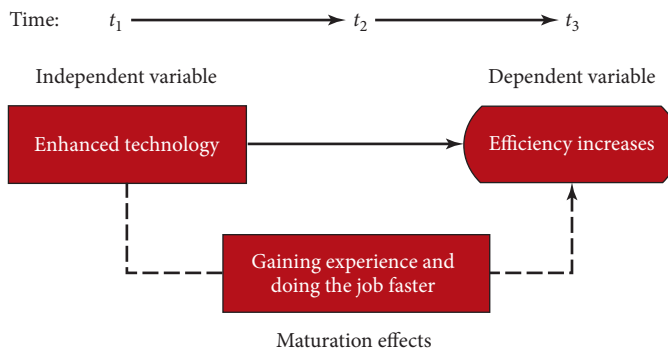 Time: t1 t2 t3
Independent variable Dependent variable
Enhanced technology Efficiency increases
Gaining experience and
doing the job faster
Maturation effects